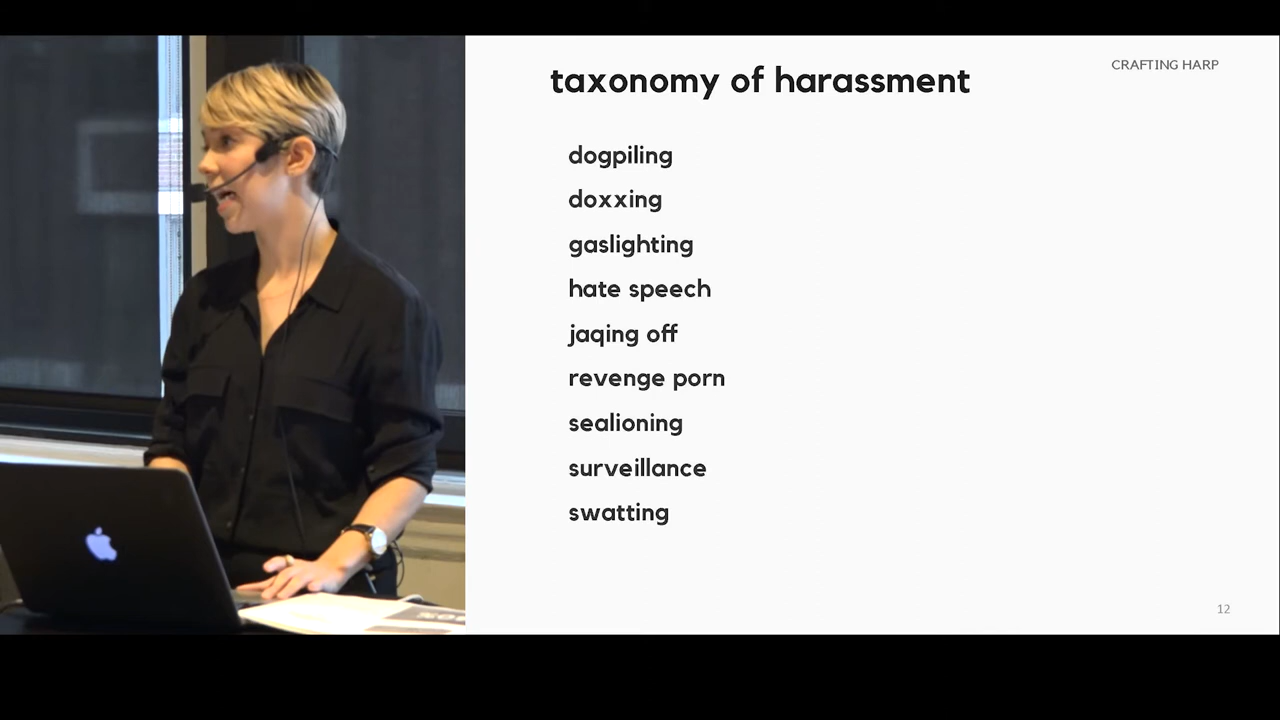 taxonomy of harassment
CRAFTING HARP
dogpiling
doxxing
gaslighting
hate speech
jaqing off
revenge porn
sealioning
surveillance
swatting
12